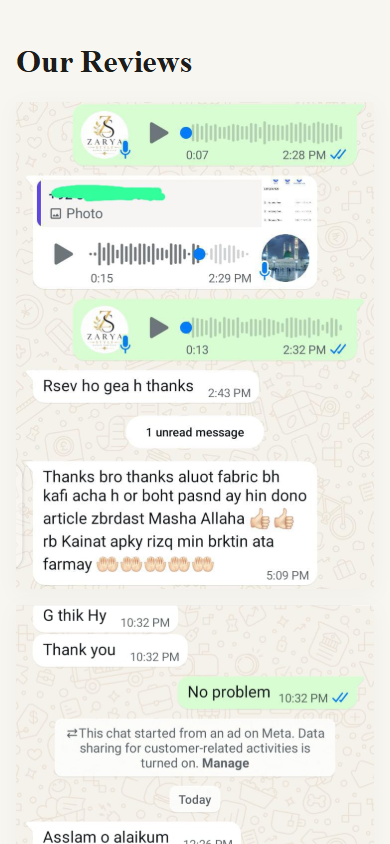 Our Reviews
ZARYA
0:07 2:28 PM
Photo
0:15 2:29 PM
ZARYA
0:13 2:32 PM
Rsev ho gea h thanks 2:43 PM
1 unread message
Thanks bro thanks aluot fabric bh
kafi acha h or boht pasnd ay hin dono
article zbrdast Masha Allaha 👍🏻👍🏻
rb Kainat apky rizq min brktin ata
farmay 🤲🏻🤲🏻🤲🏻🤲🏻🤲🏻
5:09 PM
G thik Hy 10:32 PM
Thank you 10:32 PM
No problem 10:32 PM
⇄This chat started from an ad on Meta. Data
sharing for customer-related activities is
turned on. Manage
Today
Asslam o alaikum 12:26 PM